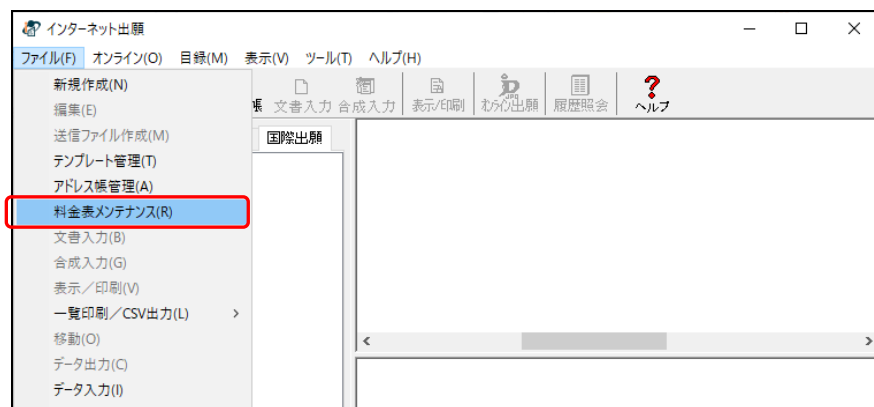 インターネット出願
ファイル(F) オンライン(O) 目録(M) 表示(V) ツール(T) ヘルプ(H)
新規作成(N)
帳 文書入力 合成入力 表示/印刷 オンライン出願 履歴照会 ヘルプ
編集(E)
送信ファイル作成(M)
国際出願
テンプレート管理(T)
アドレス帳管理(A)
料金表メンテナンス(R)
文書入力(B)
合成入力(G)
表示/印刷(V)
一覧印刷/CSV出力(L)
移動(O)
データ出力(C)
データ入力(I)